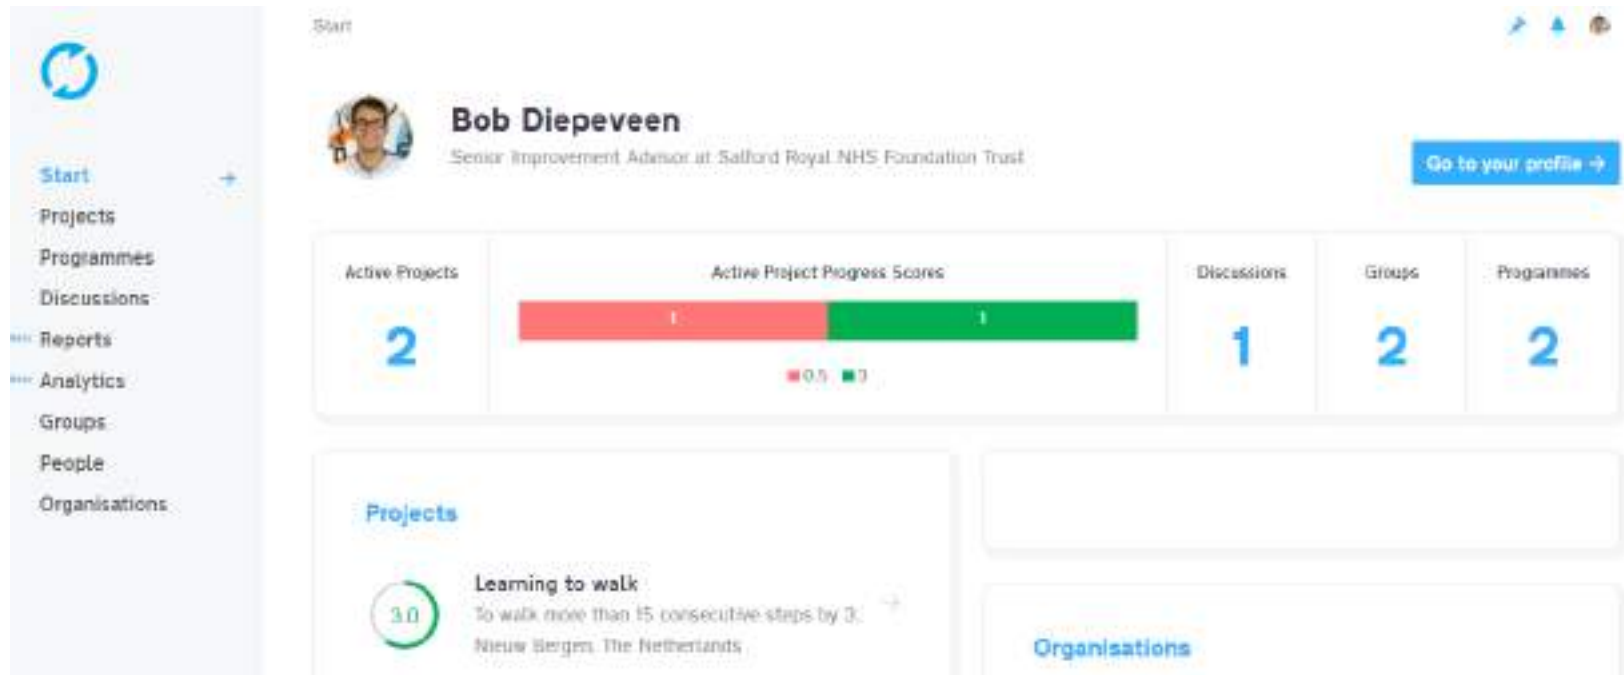 Start
Bob Diepeveen
Senior Improvement Advisor at Salford Royal NHS Foundation Trust
Go to your profile →
Start →
Projects
Programmes
Discussions
Reports
Analytics
Groups
People
Organisations
Active Projects
2
Active Project Progress Scores
1 1
0.5 3
Discussions
1
Groups
2
Programmes
2
Projects
3.0
Learning to walk
To walk more than 15 consecutive steps by 3.
Nieuw Bergen, The Netherlands
Organisations